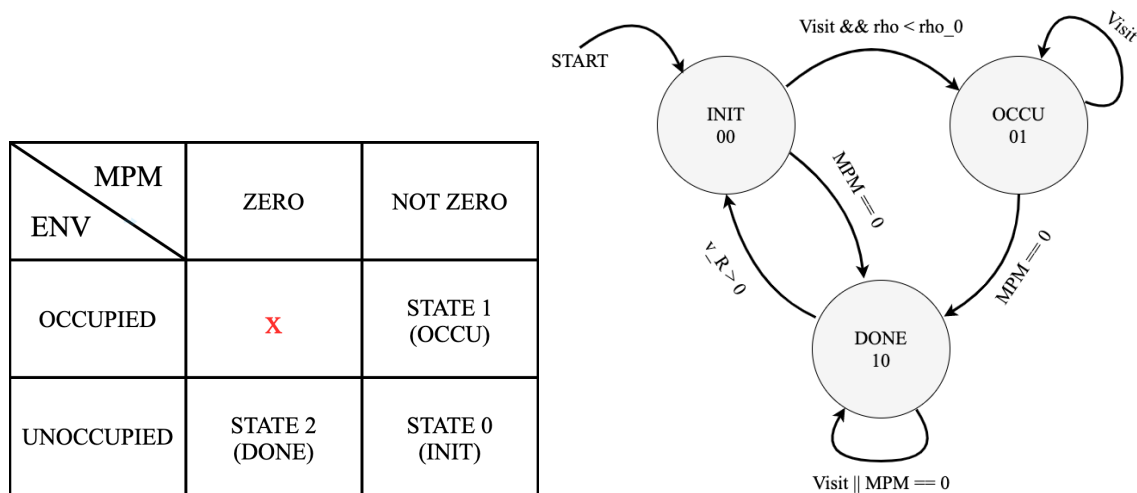 MPM
ENV
ZERO
NOT ZERO
OCCUPIED
X
STATE 1
(OCCU)
UNOCCUPIED
STATE 2
(DONE)
STATE 0
(INIT)
START
Visit && rho < rho_0
Visit
INIT
00
OCCU
01
MPM == 0
v_R > 0
MPM == 0
DONE
10
Visit || MPM == 0